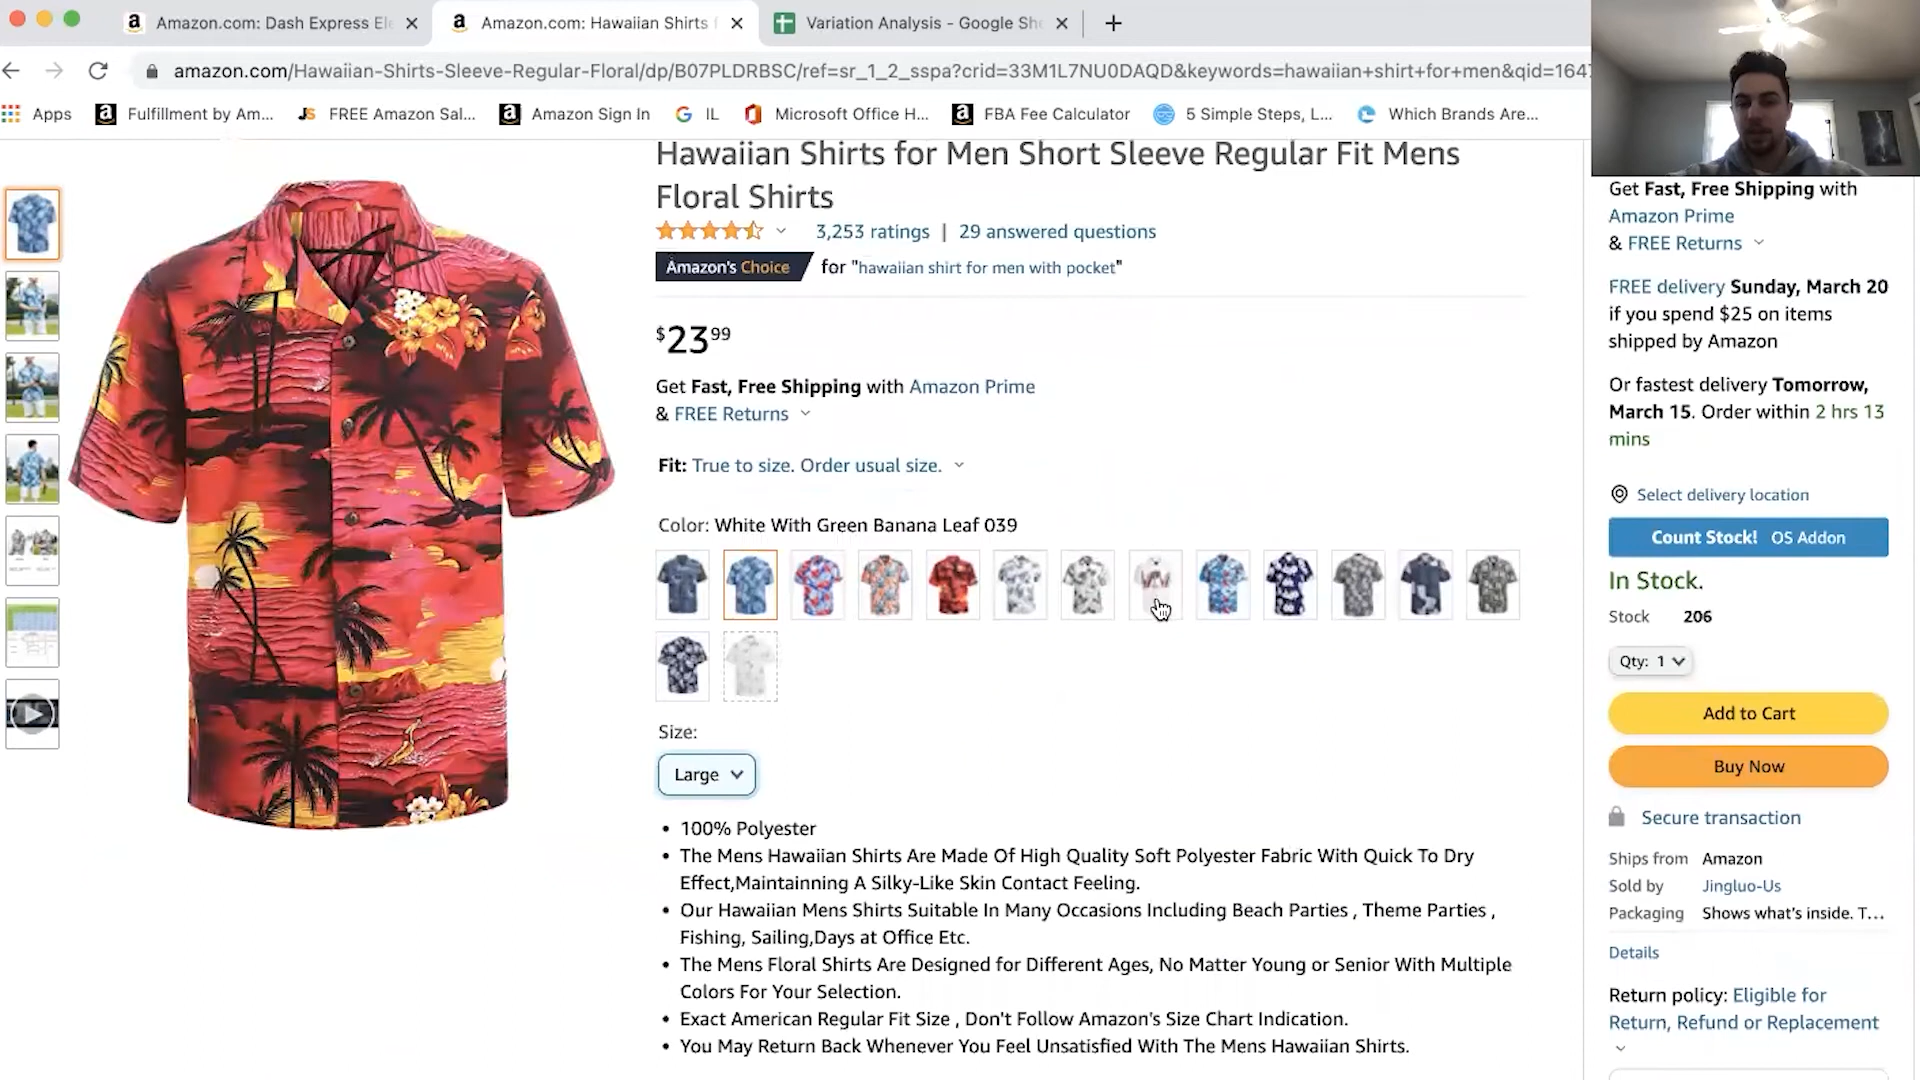 Amazon.com: Dash Express Ele
Amazon.com: Hawaiian Shirts f
Variation Analysis - Google She
amazon.com/Hawaiian-Shirts-Sleeve-Regular-Floral/dp/B07PLDRBSC/ref=sr_1_2_sspa?crid=33M1L7NU0DAQD&keywords=hawaiian+shirt+for+men&qid=1647
Apps
Fulfillment by Am...
JS FREE Amazon Sal...
Amazon Sign In
IL
Microsoft Office H...
FBA Fee Calculator
5 Simple Steps, L...
Which Brands Are...
Hawaiian Shirts for Men Short Sleeve Regular Fit Mens
Floral Shirts
3,253 ratings | 29 answered questions
Amazon's Choice for "hawaiian shirt for men with pocket"
$23 99
Get Fast, Free Shipping with Amazon Prime
& FREE Returns
Fit: True to size. Order usual size.
Color: White With Green Banana Leaf 039
Size:
Large
• 100% Polyester
• The Mens Hawaiian Shirts Are Made Of High Quality Soft Polyester Fabric With Quick To Dry
Effect,Maintainning A Silky-Like Skin Contact Feeling.
• Our Hawaiian Mens Shirts Suitable In Many Occasions Including Beach Parties , Theme Parties ,
Fishing, Sailing,Days at Office Etc.
• The Mens Floral Shirts Are Designed for Different Ages, No Matter Young or Senior With Multiple
Colors For Your Selection.
• Exact American Regular Fit Size , Don't Follow Amazon's Size Chart Indication.
• You May Return Back Whenever You Feel Unsatisfied With The Mens Hawaiian Shirts.
Get Fast, Free Shipping with
Amazon Prime
& FREE Returns
FREE delivery Sunday, March 20
if you spend $25 on items
shipped by Amazon
Or fastest delivery Tomorrow,
March 15. Order within 2 hrs 13
mins
Select delivery location
Count Stock! OS Addon
In Stock.
Stock 206
Qty: 1
Add to Cart
Buy Now
Secure transaction
Ships from Amazon
Sold by Jingluo-Us
Packaging Shows what's inside. T...
Details
Return policy: Eligible for
Return, Refund or Replacement